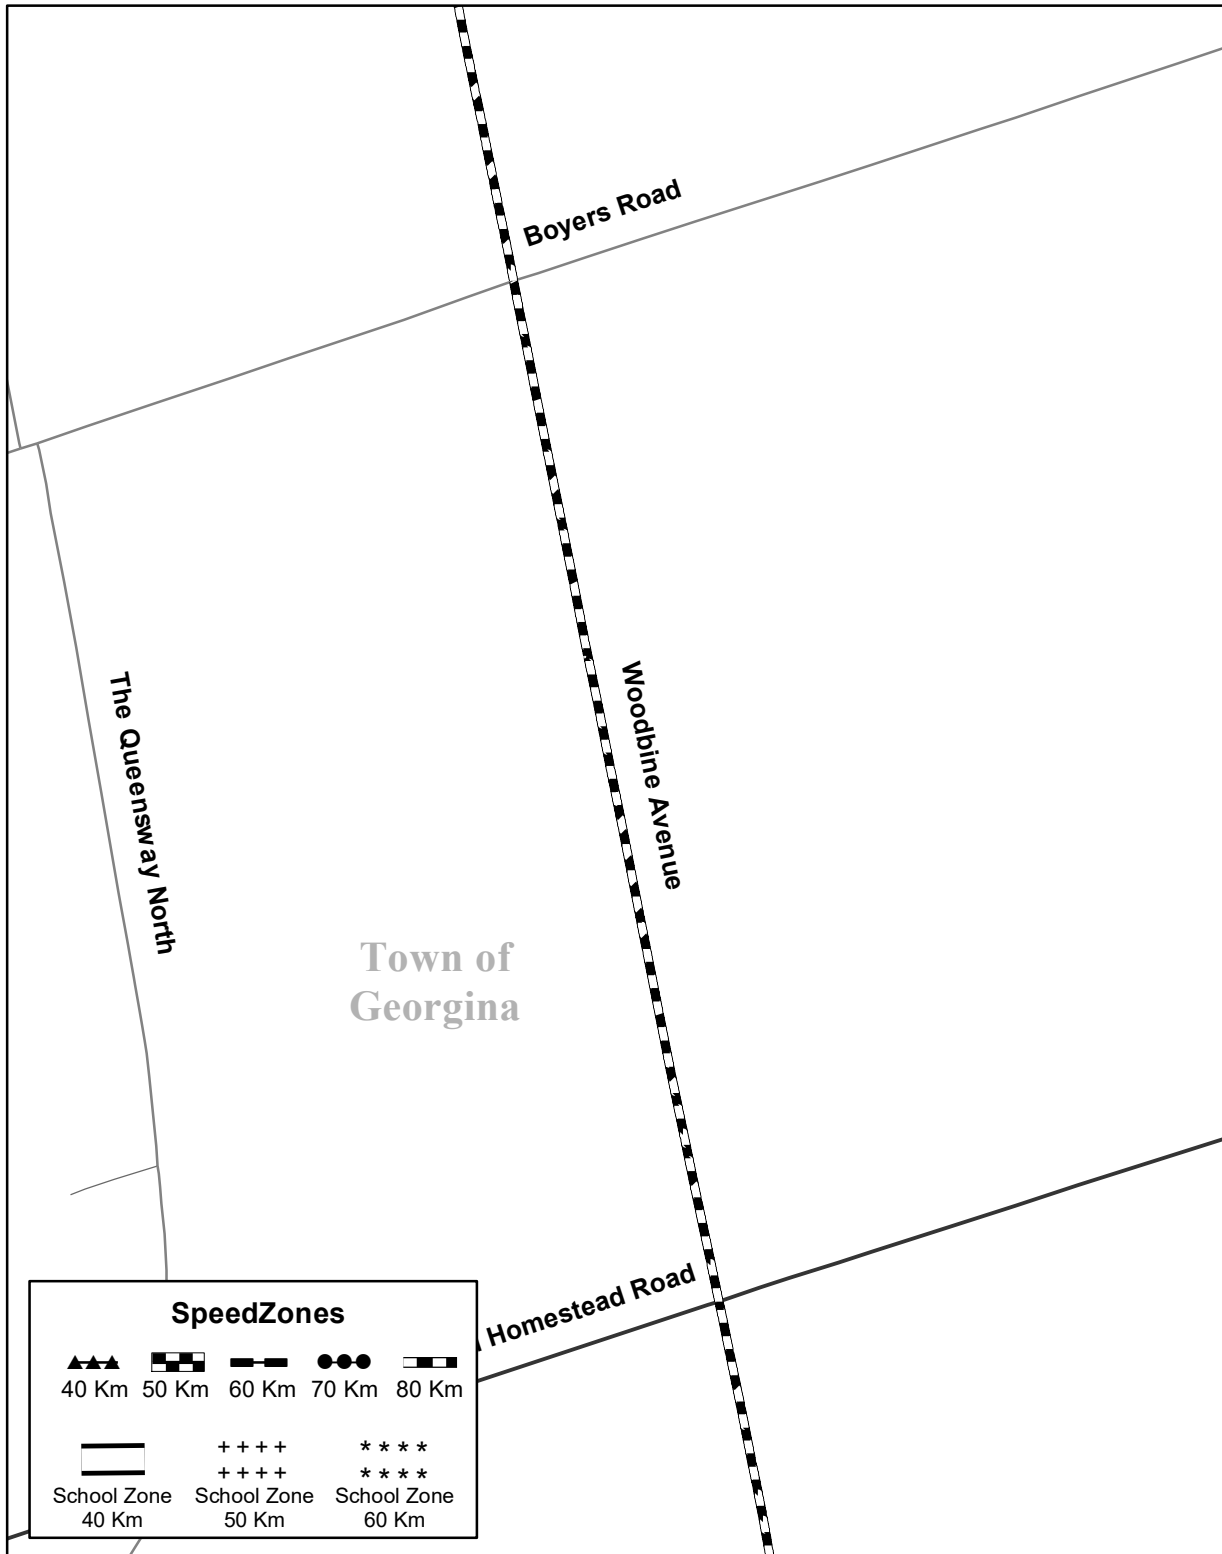 Boyers Road
The Queensway North
Woodbine Avenue
Town of
Georgina
Homestead Road
SpeedZones
40 Km 50 Km 60 Km 70 Km 80 Km
School Zone School Zone School Zone
40 Km 50 Km 60 Km